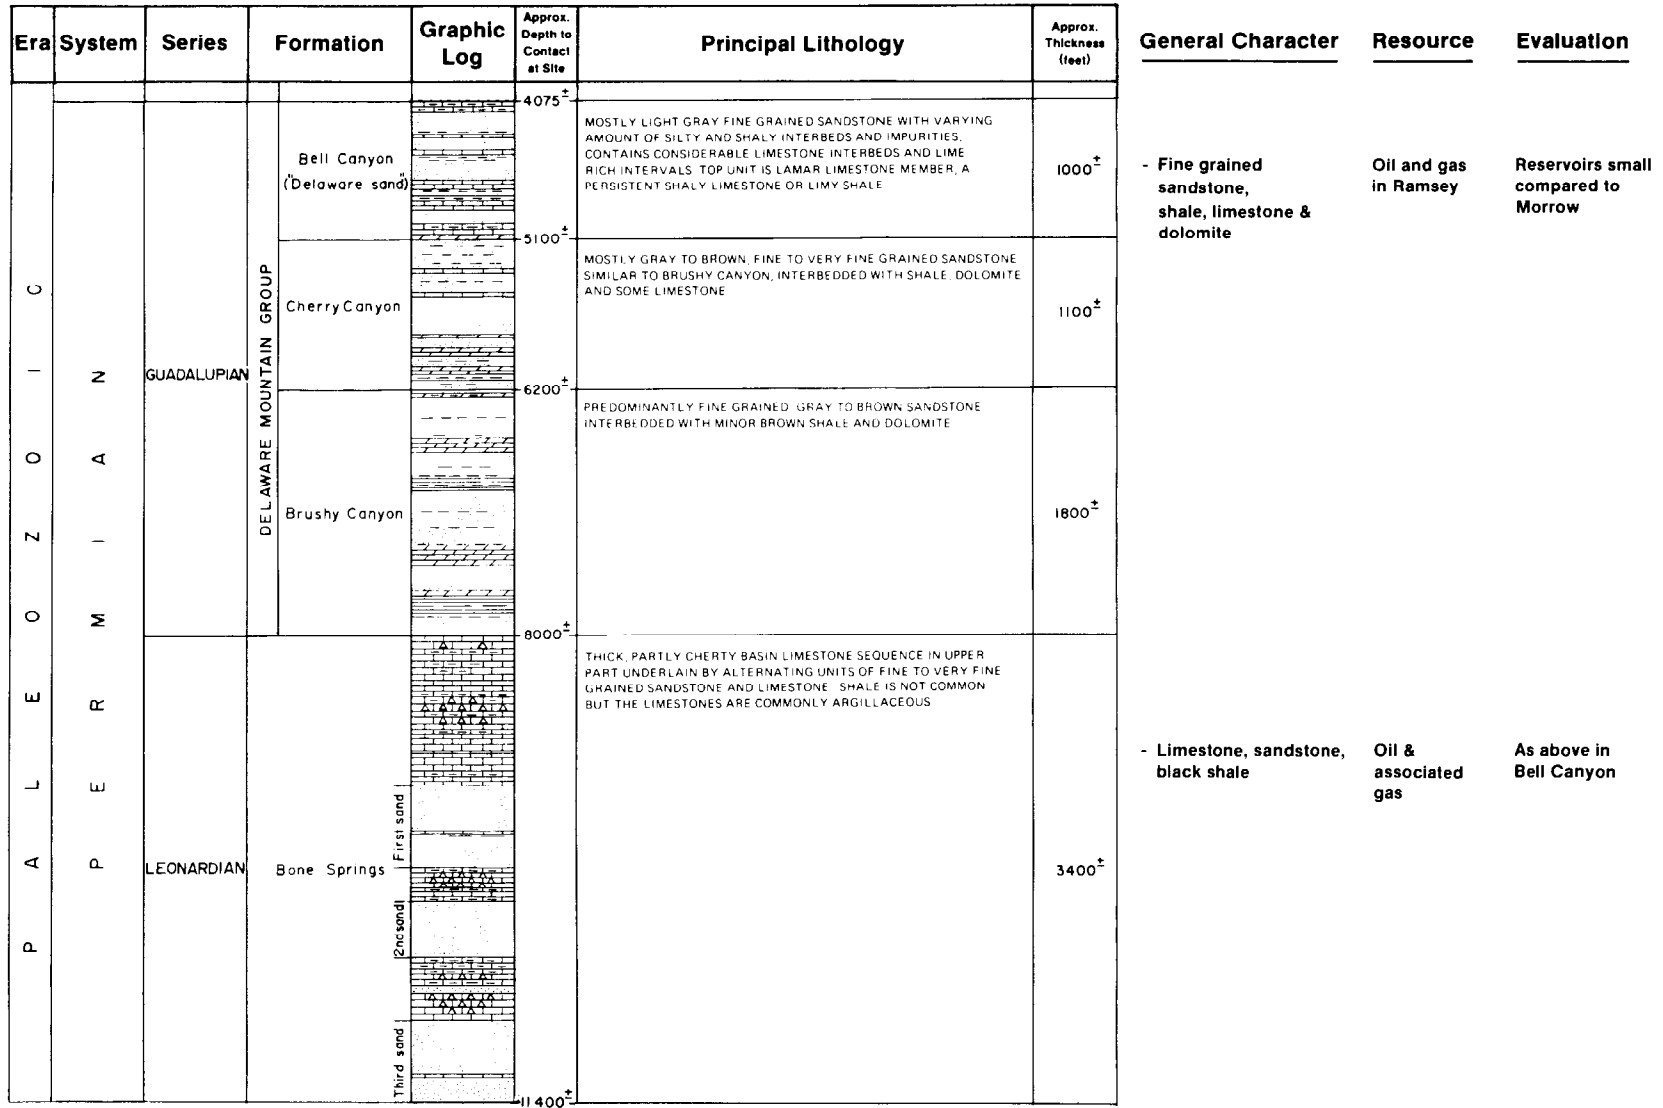 Era
System
Series
Formation
Graphic
Log
Approx.
Depth to
Contact
at Site
Principal Lithology
Approx.
Thickness
(feet)
General Character
Resource
Evaluation
PALEOZOIC
PERMIAN
GUADALUPIAN
DELAWARE MOUNTAIN GROUP
Bell Canyon
("Delaware sand")
4075±
MOSTLY LIGHT GRAY FINE GRAINED SANDSTONE WITH VARYING
AMOUNT OF SILTY AND SHALY INTERBEDS AND IMPURITIES.
CONTAINS CONSIDERABLE LIMESTONE INTERBEDS AND LIME
RICH INTERVALS. TOP UNIT IS LAMAR LIMESTONE MEMBER, A
PERSISTENT SHALY LIMESTONE OR LIMY SHALE
1000±
- Fine grained
sandstone,
shale, limestone &
dolomite
Oil and gas
in Ramsey
Reservoirs small
compared to
Morrow
5100±
Cherry Canyon
MOSTLY GRAY TO BROWN, FINE TO VERY FINE GRAINED SANDSTONE
SIMILAR TO BRUSHY CANYON, INTERBEDDED WITH SHALE, DOLOMITE
AND SOME LIMESTONE
1100±
6200±
Brushy Canyon
PREDOMINANTLY FINE GRAINED GRAY TO BROWN SANDSTONE
INTERBEDDED WITH MINOR BROWN SHALE AND DOLOMITE
1800±
8000±
LEONARDIAN
Bone Springs
First sand
2nd sand
Third sand
THICK, PARTLY CHERTY BASIN LIMESTONE SEQUENCE IN UPPER
PART UNDERLAIN BY ALTERNATING UNITS OF FINE TO VERY FINE
GRAINED SANDSTONE AND LIMESTONE SHALE IS NOT COMMON
BUT THE LIMESTONES ARE COMMONLY ARGILLACEOUS
3400±
- Limestone, sandstone,
black shale
Oil &
associated
gas
As above in
Bell Canyon
11400±